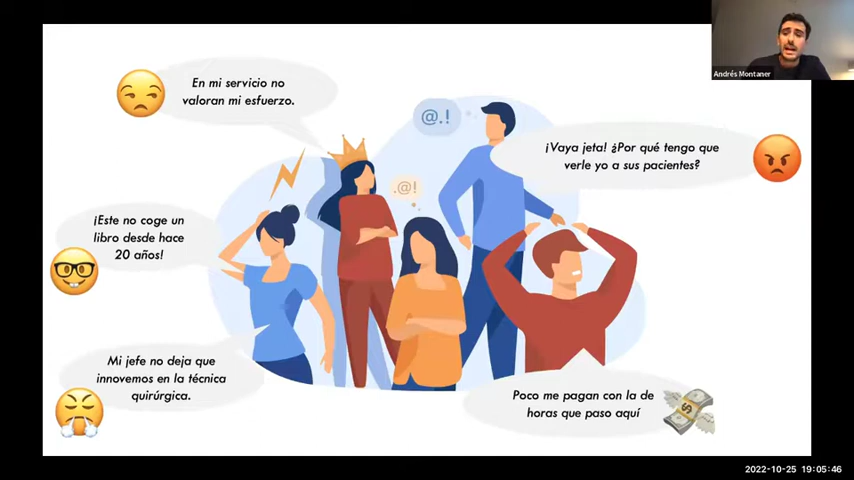 Andrés Montaner
En mi servicio no
valoran mi esfuerzo.
@.!
.@!
¡Vaya jeta! ¿Por qué tengo que
verle yo a sus pacientes?
¡Este no coge un
libro desde hace
20 años!
Mi jefe no deja que
innovemos en la técnica
quirúrgica.
Poco me pagan con la de
horas que paso aquí
$
2022-10-25 19:05:46